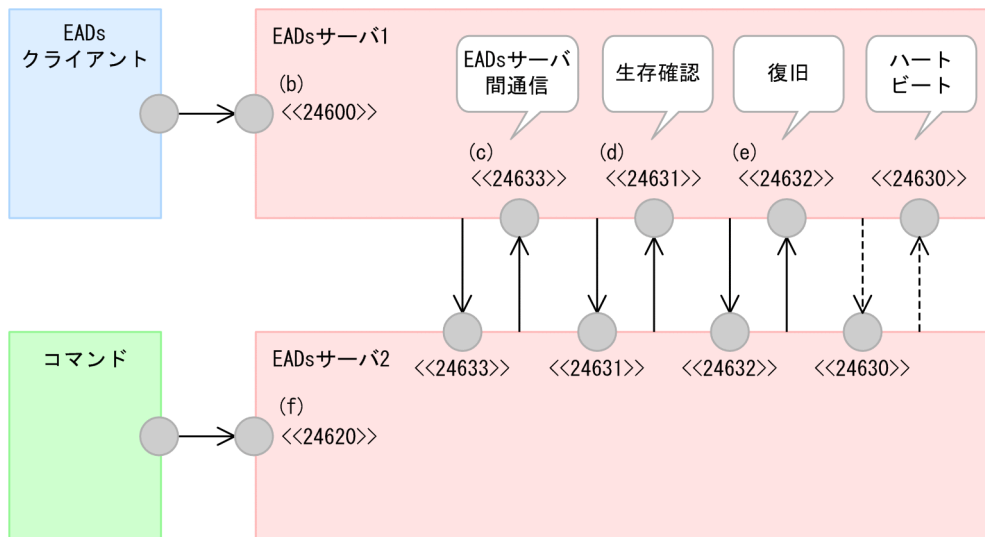 EADs
クライアント
EADsサーバ1
(b)
<<24600>>
EADsサーバ
間通信
生存確認
復旧
ハート
ビート
(c)
<<24633>>
(d)
<<24631>>
(e)
<<24632>>
<<24630>>
コマンド
EADsサーバ2
<<24633>>
<<24631>>
<<24632>>
<<24630>>
(f)
<<24620>>